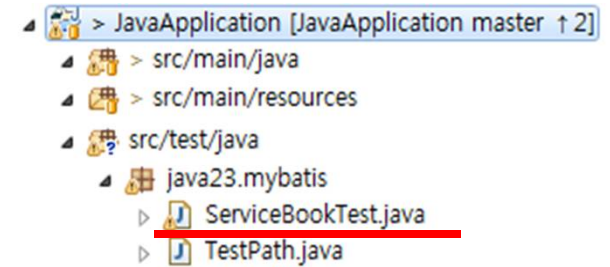 > JavaApplication [JavaApplication master ↑2]
> src/main/java
> src/main/resources
src/test/java
java23.mybatis
ServiceBookTest.java
TestPath.java